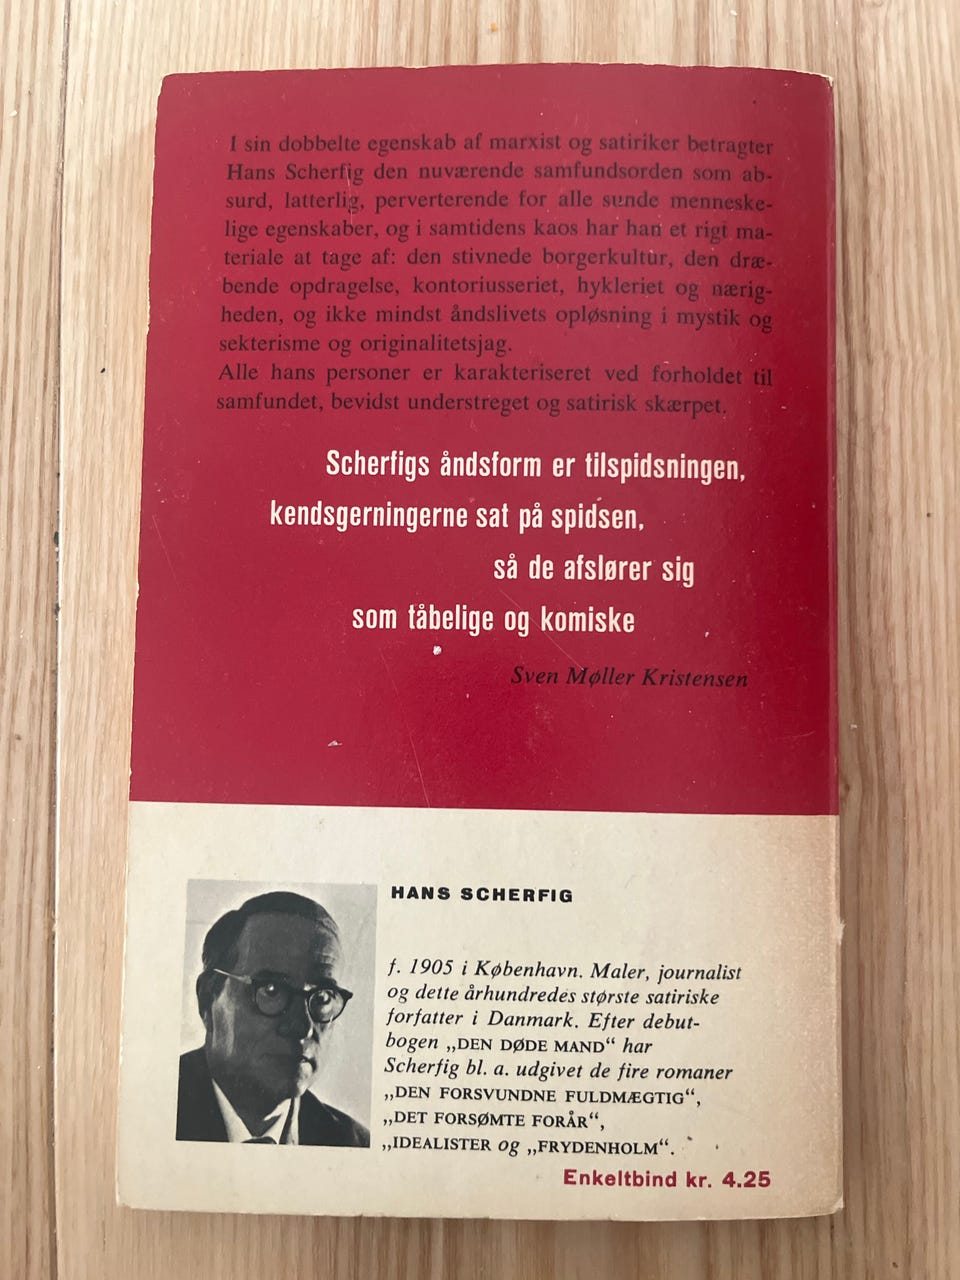 I sin dobbelte egenskab af marxist og satiriker betragter
Hans Scherfig den nuværende samfundsorden som ab-
surd, latterlig, perverterende for alle sunde menneske-
lige egenskaber, og i samtidens kaos har han et rigt ma-
teriale at tage af: den stivnede borgerkultur, den dræ-
bende opdragelse, kontoriusseriet, hykleriet og nærig-
heden, og ikke mindst åndslivets opløsning i mystik og
sekterisme og originalitetsjag.
Alle hans personer er karakteriseret ved forholdet til
samfundet, bevidst understreget og satirisk skærpet.
Scherfigs åndsform er tilspidsningen,
kendsgerningerne sat på spidsen,
så de afslører sig
som tåbelige og komiske
Sven Møller Kristensen
HANS SCHERFIG
f. 1905 i København. Maler, journalist
og dette århundredes største satiriske
forfatter i Danmark. Efter debut-
bogen „DEN DØDE MAND“ har
Scherfig bl. a. udgivet de fire romaner
„DEN FORSVUNDNE FULDMÆGTIG“,
„DET FORSØMTE FORÅR“,
„IDEALISTER og „FRYDENHOLM“.
Enkeltbind kr. 4.25